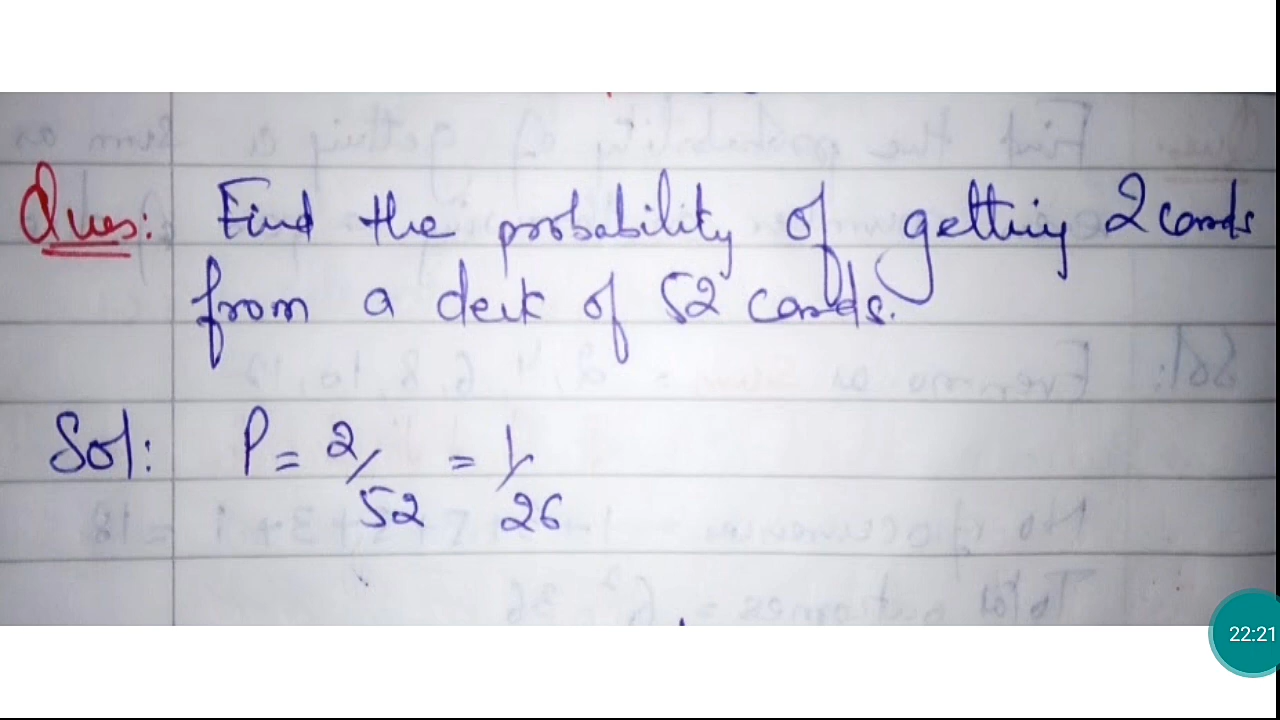 Ques: Find the probability of getting 2 cards
from a deck of 52 cards.
Sol: P = 2/52 = 1/26
22:21